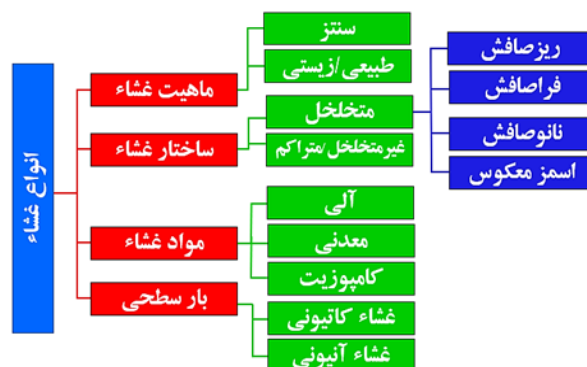 انواع غشاء
ماهیت غشاء
سنتز
طبیعی/زیستی
ساختار غشاء
متخلخل
ریزصافش
فراصافش
نانوصافش
اسمز معکوس
غیرمتخلخل/متراکم
مواد غشاء
آلی
معدنی
کامپوزیت
بار سطحی
غشاء کاتیونی
غشاء آنیونی